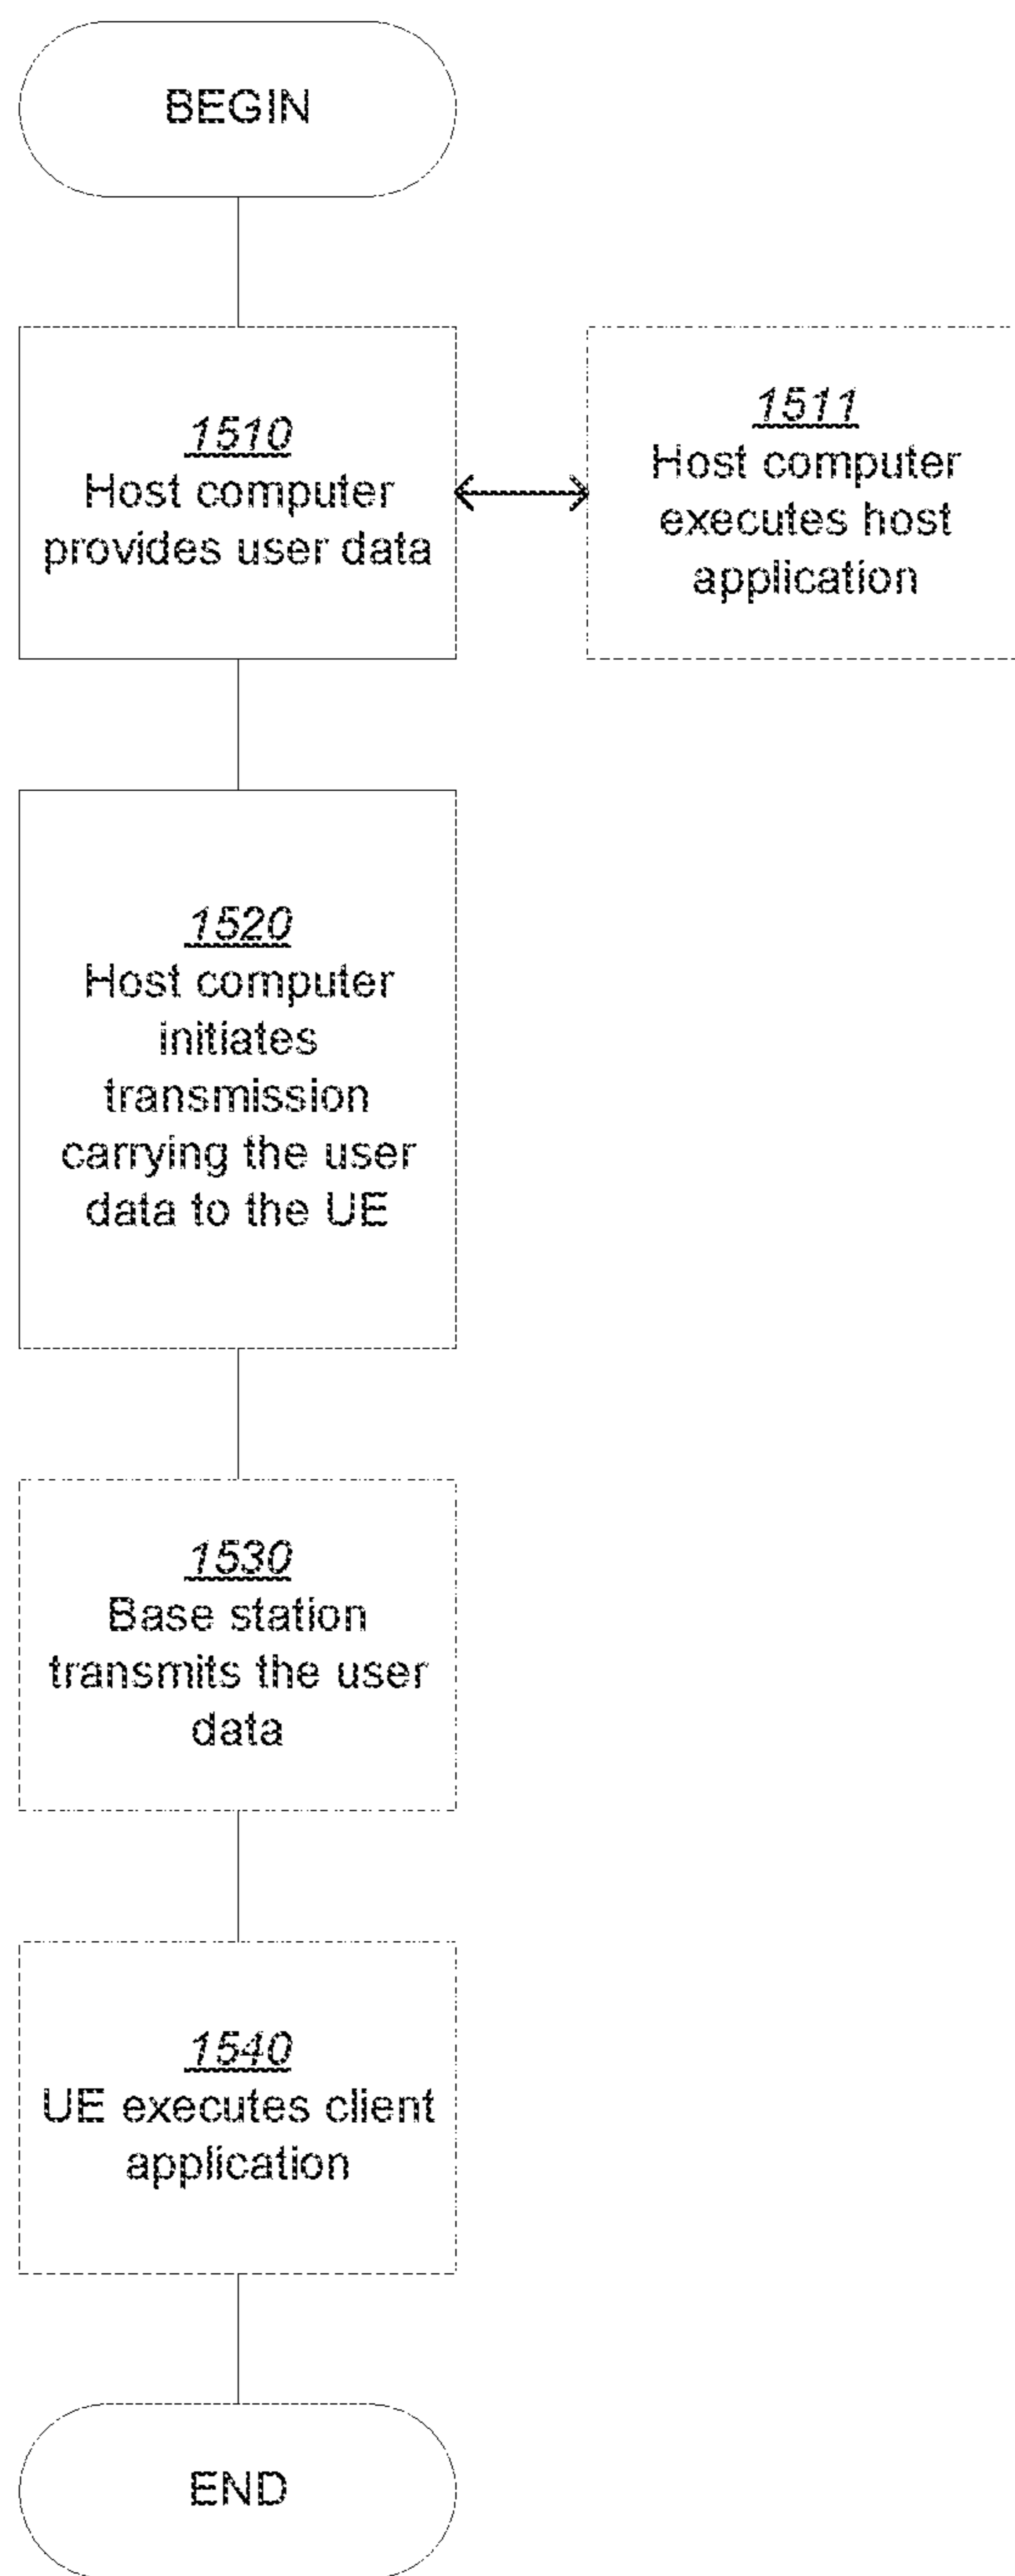 BEGIN
1510
Host computer
provides user data
1511
Host computer
executes host
application
1520
Host computer
initiates
transmission
carrying the user
data to the UE
1530
Base station
transmits the user
data
1540
UE executes client
application
END